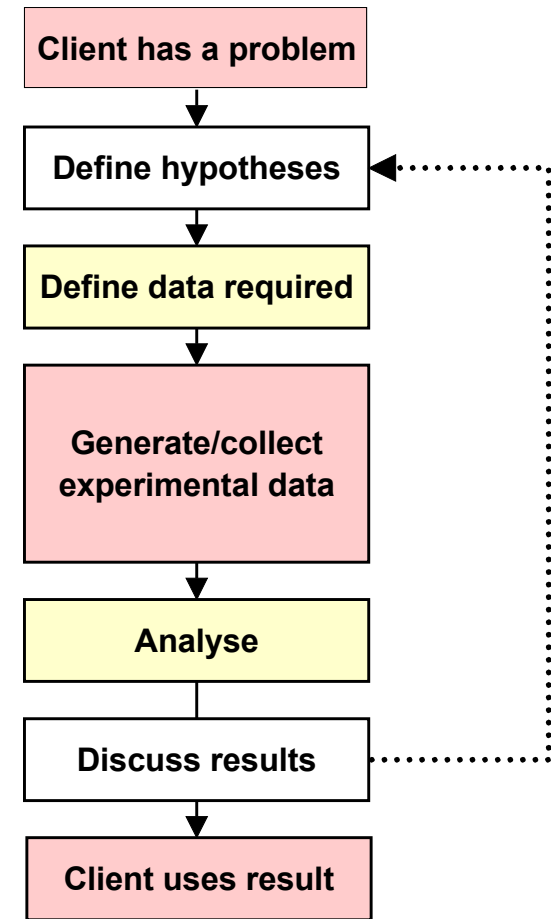 Client has a problem
Define hypotheses
Define data required
Generate/collect
experimental data
Analyse
Discuss results
Client uses result